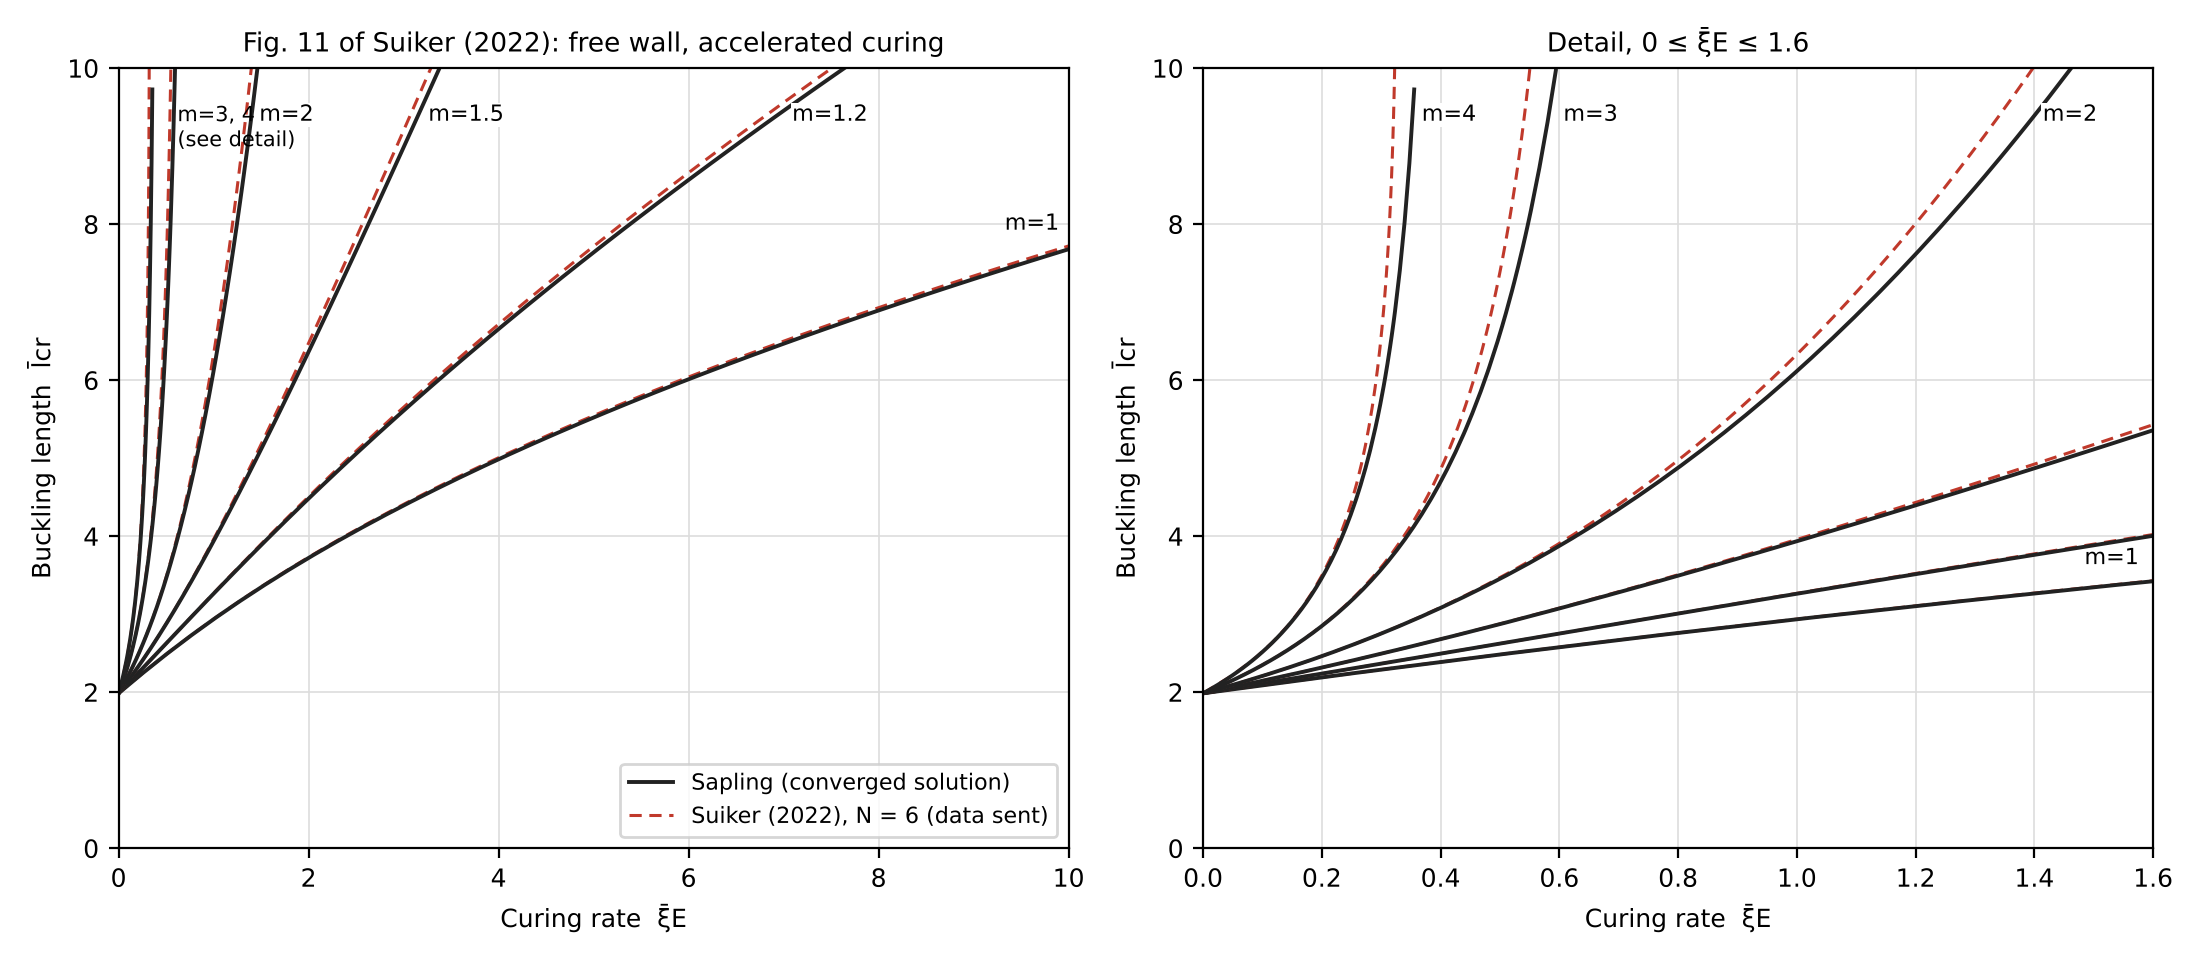 Fig. 11 of Suiker (2022): free wall, accelerated curing
10
8
6
4
2
0
Buckling length l̄cr
m=3, 4
(see detail)
m=2
m=1.5
m=1.2
m=1
Sapling (converged solution)
Suiker (2022), N = 6 (data sent)
0 2 4 6 8 10
Curing rate ξ̄E
Detail, 0 ≤ ξ̄E ≤ 1.6
10
8
6
4
2
0
Buckling length l̄cr
m=4
m=3
m=2
m=1
0.0 0.2 0.4 0.6 0.8 1.0 1.2 1.4 1.6
Curing rate ξ̄E